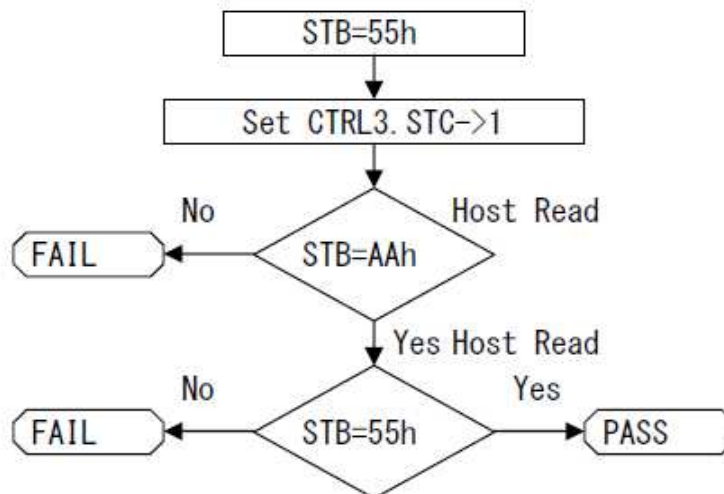 STB=55h
Set CTRL3.STC->1
No
Host Read
FAIL
STB=AAh
Yes Host Read
No
Yes
FAIL
STB=55h
PASS